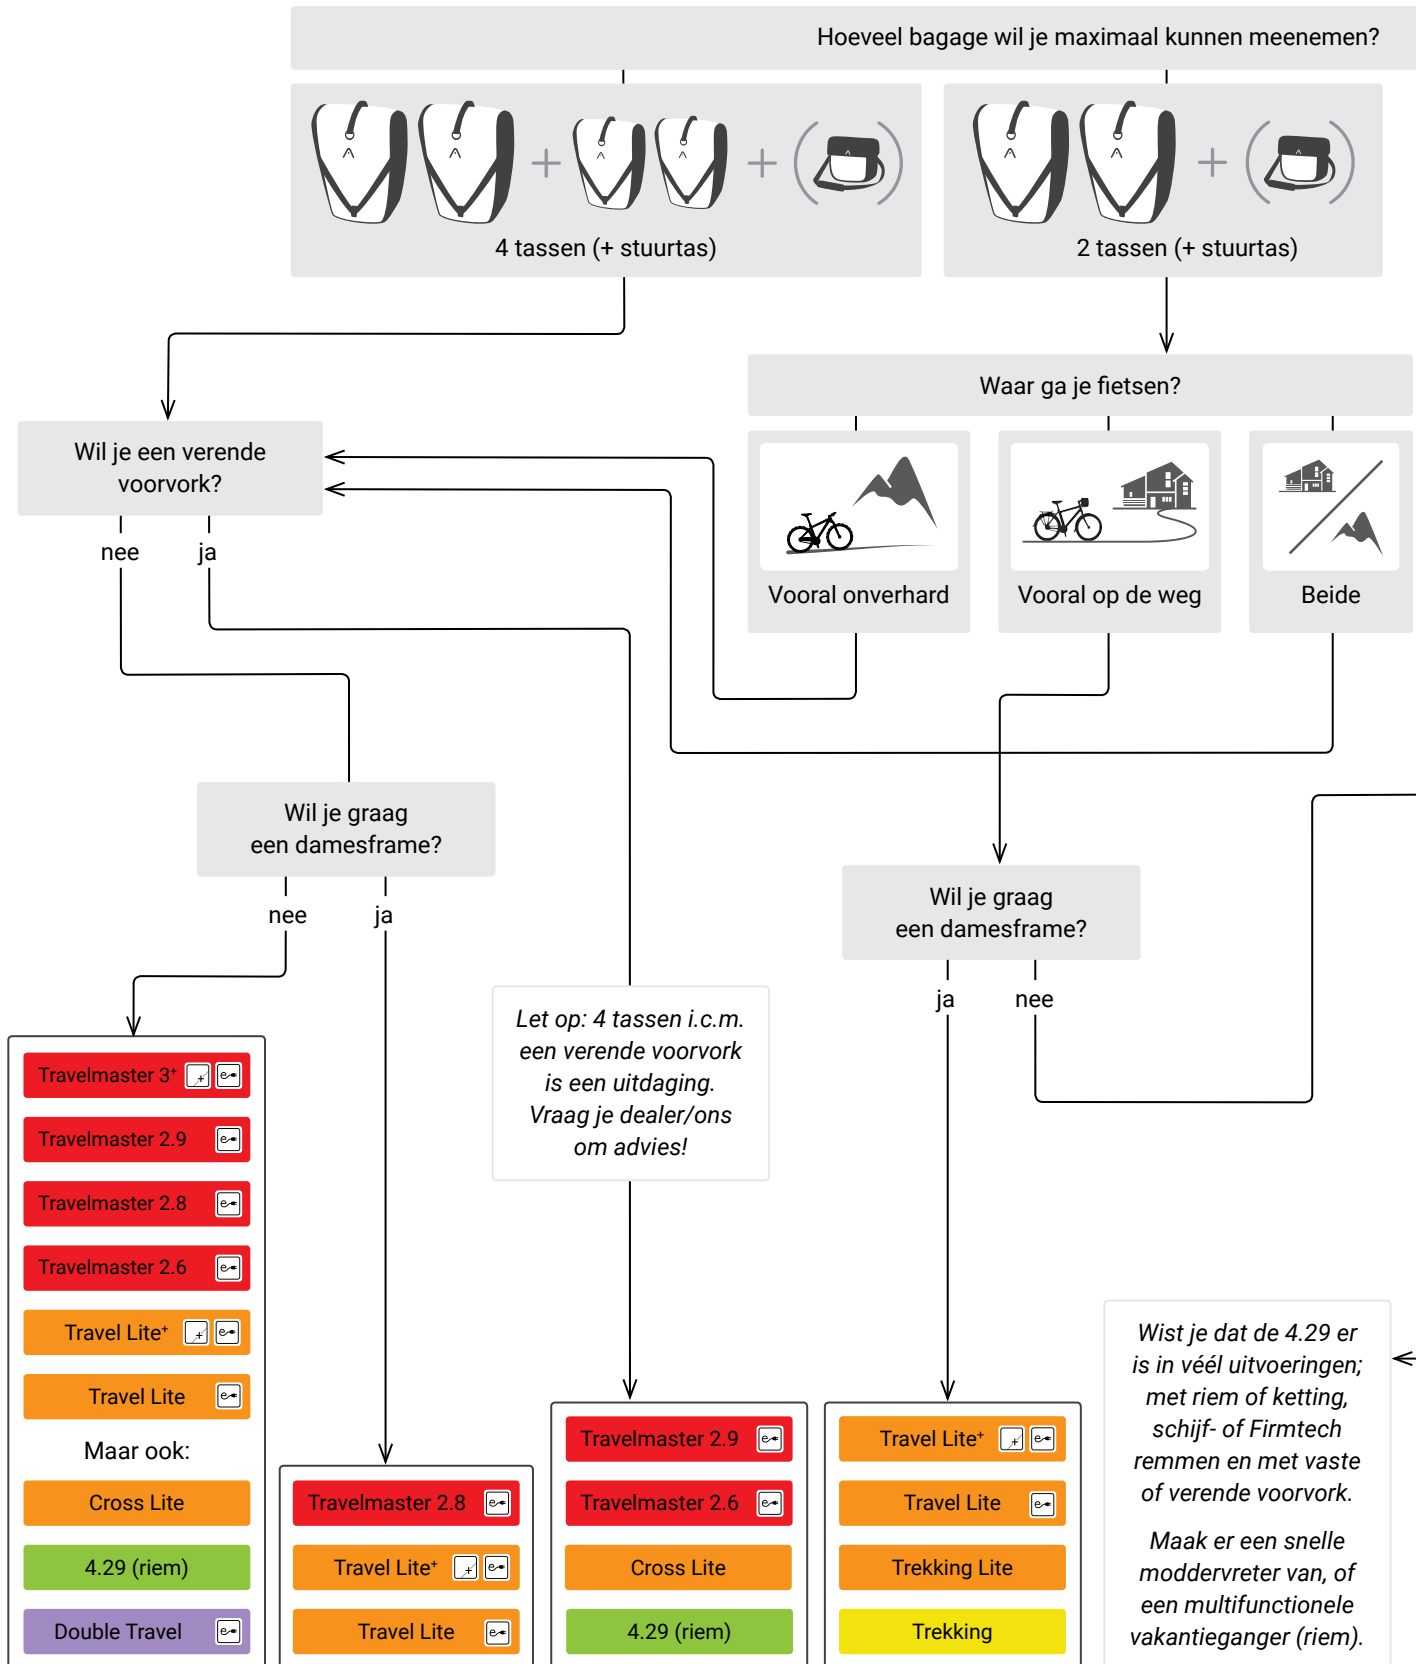 Hoeveel bagage wil je maximaal kunnen meenemen?
4 tassen (+ stuurtas)
2 tassen (+ stuurtas)
Waar ga je fietsen?
Vooral onverhard
Vooral op de weg
Beide
Wil je een verende
voorvork?
nee
ja
Wil je graag
een damesframe?
nee
ja
Wil je graag
een damesframe?
ja
nee
Let op: 4 tassen i.c.m.
een verende voorvork
is een uitdaging.
Vraag je dealer/ons
om advies!
Travelmaster 3+ + e
Travelmaster 2.9 e
Travelmaster 2.8 e
Travelmaster 2.6 e
Travel Lite+ + e
Travel Lite e
Maar ook:
Cross Lite
4.29 (riem)
Double Travel e
Travelmaster 2.8 e
Travel Lite+ + e
Travel Lite e
Travelmaster 2.9 e
Travelmaster 2.6 e
Cross Lite
4.29 (riem)
Travel Lite+ + e
Travel Lite e
Trekking Lite
Trekking
Wist je dat de 4.29 er
is in véél uitvoeringen;
met riem of ketting,
schijf- of Firmtech
remmen en met vaste
of verende voorvork.
Maak er een snelle
moddervreter van, of
een multifunctionele
vakantieganger (riem).